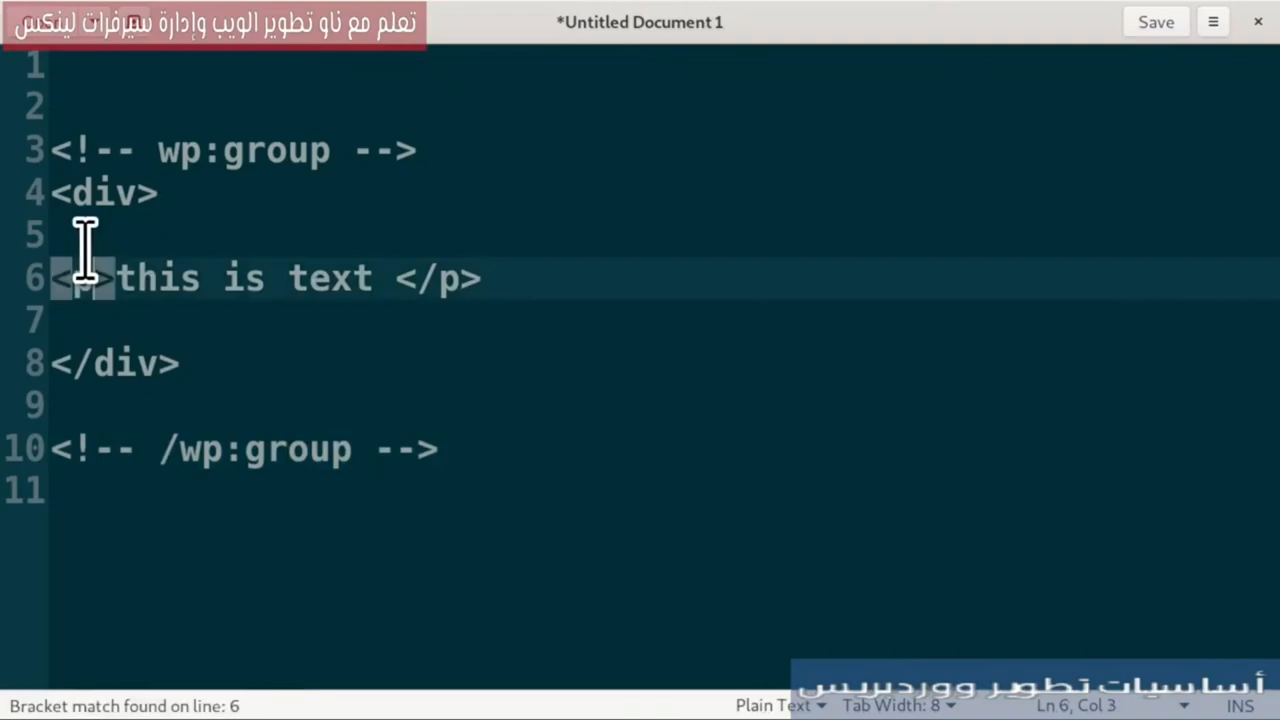 تعلم مع ناو تطوير الويب وإدارة سيرفرات لينكس
*Untitled Document 1
Save
1
2
3 <!-- wp:group -->
4 <div>
5
6 <p>this is text </p>
7
8 </div>
9
10 <!-- /wp:group -->
11
أساسيات تطوير ووردبريس
Bracket match found on line: 6
Plain Text
Tab Width: 8
Ln 6, Col 3
INS